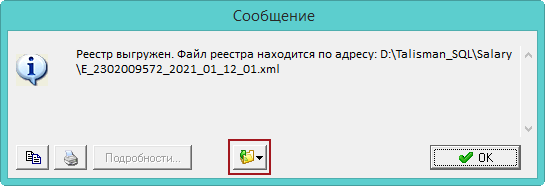 Сообщение
Реестр выгружен. Файл реестра находится по адресу: D:\Talisman_SQL\Salary
\E_2302009572_2021_01_12_01.xml
Подробности...
OK